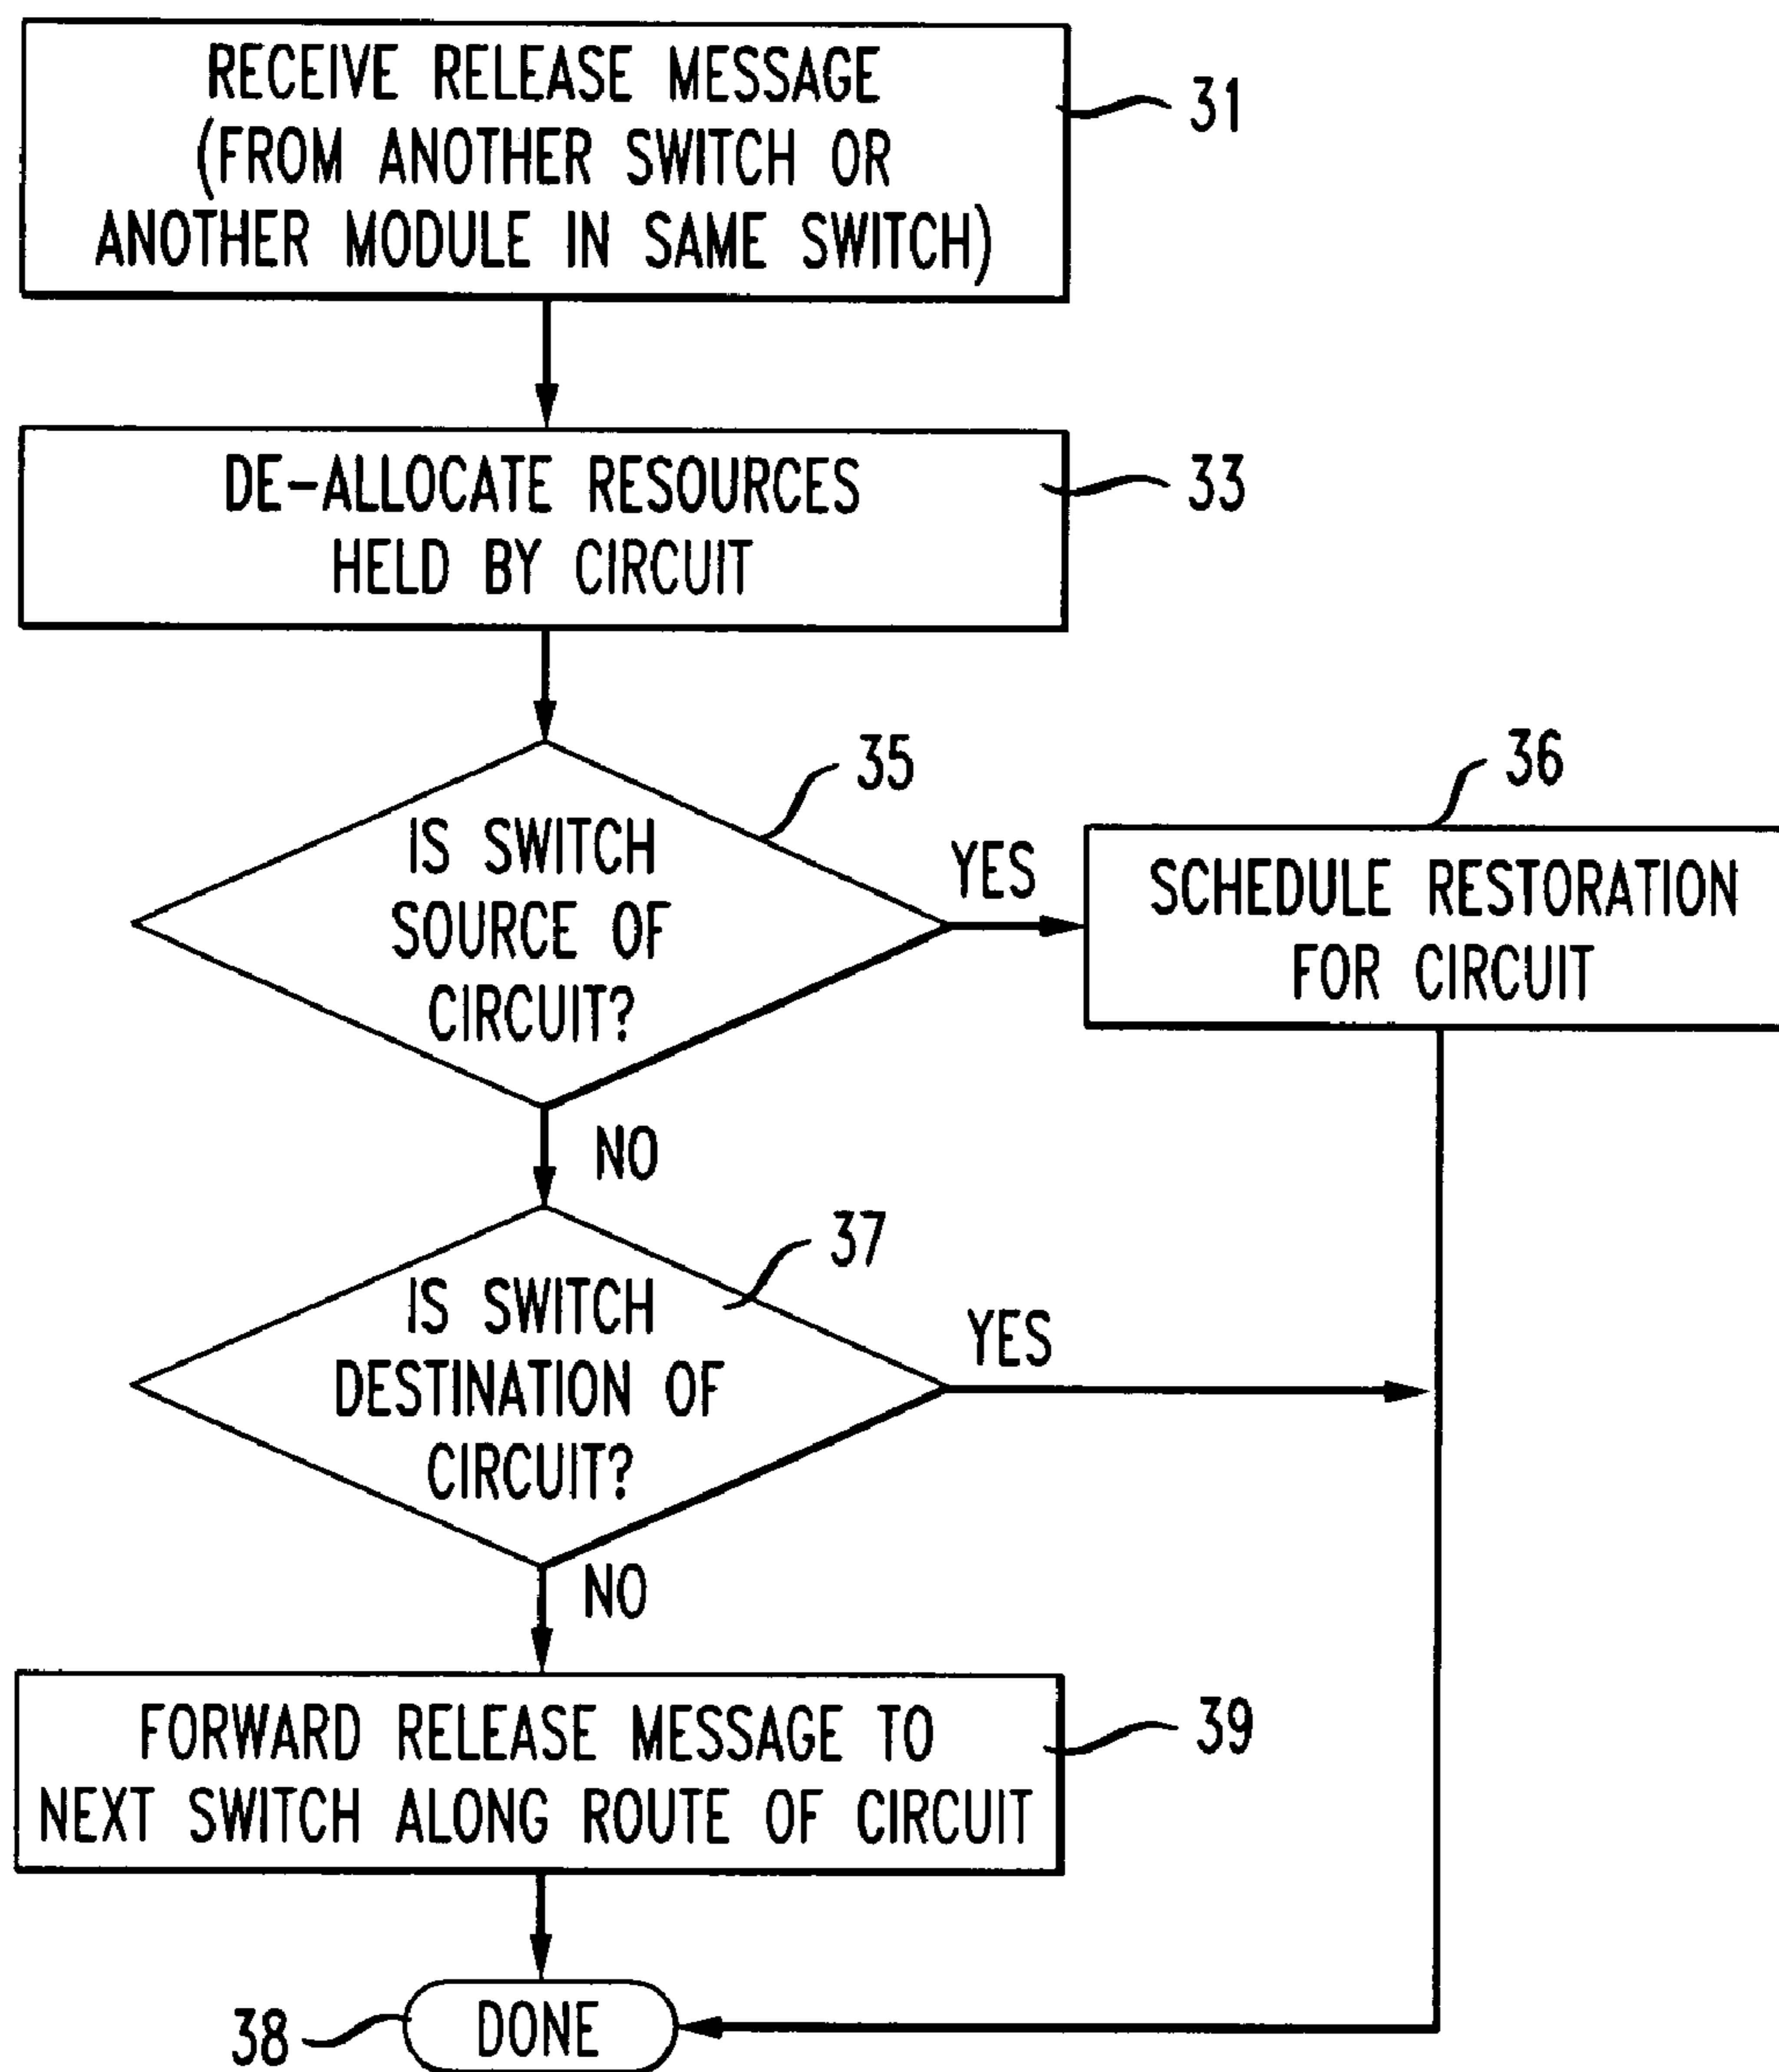 RECEIVE RELEASE MESSAGE
(FROM ANOTHER SWITCH OR
ANOTHER MODULE IN SAME SWITCH)
31
DE-ALLOCATE RESOURCES
HELD BY CIRCUIT
33
35
IS SWITCH
SOURCE OF
CIRCUIT?
YES
36
SCHEDULE RESTORATION
FOR CIRCUIT
NO
37
IS SWITCH
DESTINATION OF
CIRCUIT?
YES
NO
FORWARD RELEASE MESSAGE TO
NEXT SWITCH ALONG ROUTE OF CIRCUIT
39
38
DONE